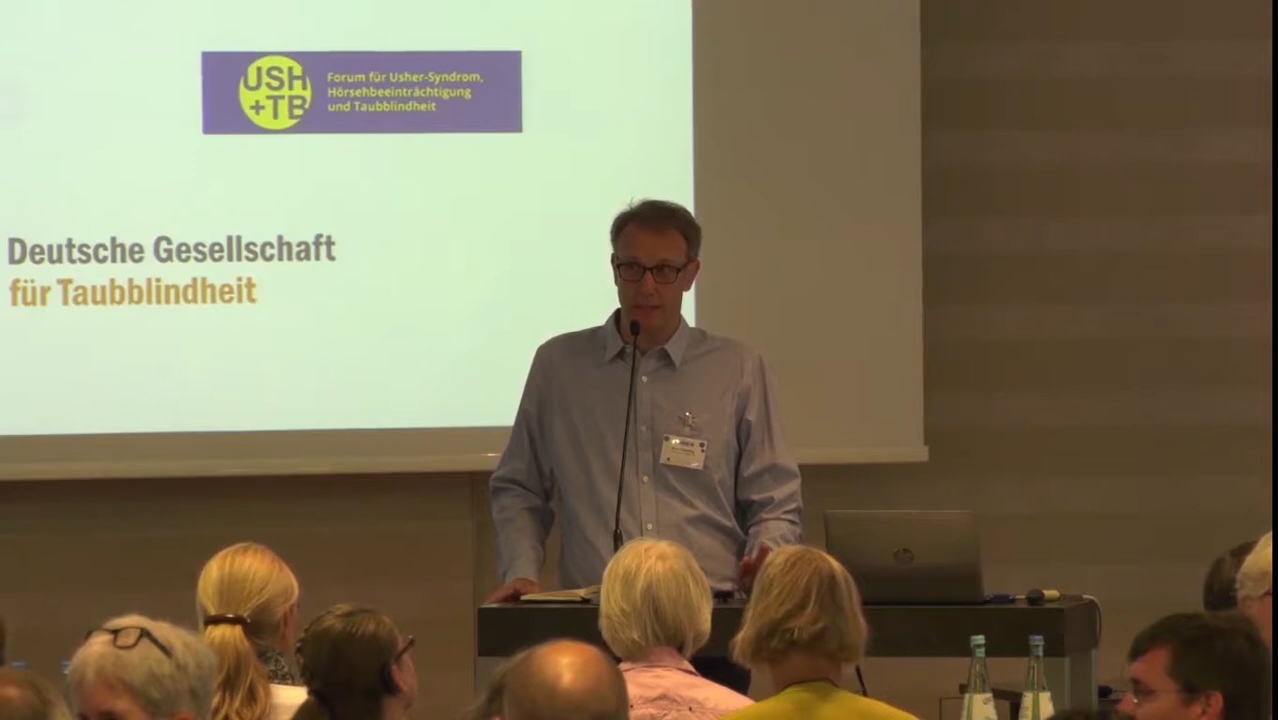 USH
+TB
Forum für Usher-Syndrom,
Hörsehbeeinträchtigung
und Taubblindheit
Deutsche Gesellschaft
für Taubblindheit